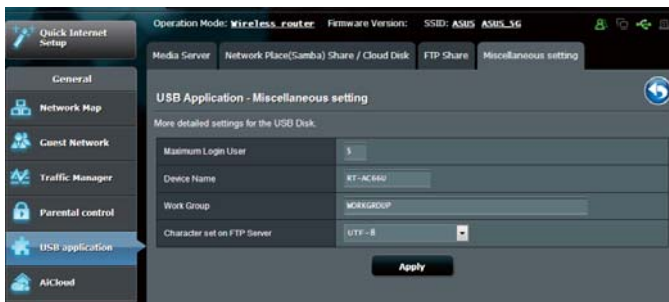 Quick Internet Setup
Operation Mode: Wireless router Firmware Version: SSID: ASUS ASUS_5G
Media Server Network Place(Samba) Share / Cloud Disk FTP Share Miscellaneous setting
General
Network Map
Guest Network
Traffic Manager
Parental control
USB application
AiCloud
USB Application - Miscellaneous setting
More detailed settings for the USB Disk.
Maximum Login User 5
Device Name RT-AC66U
Work Group WORKGROUP
Character set on FTP Server UTF-8
Apply